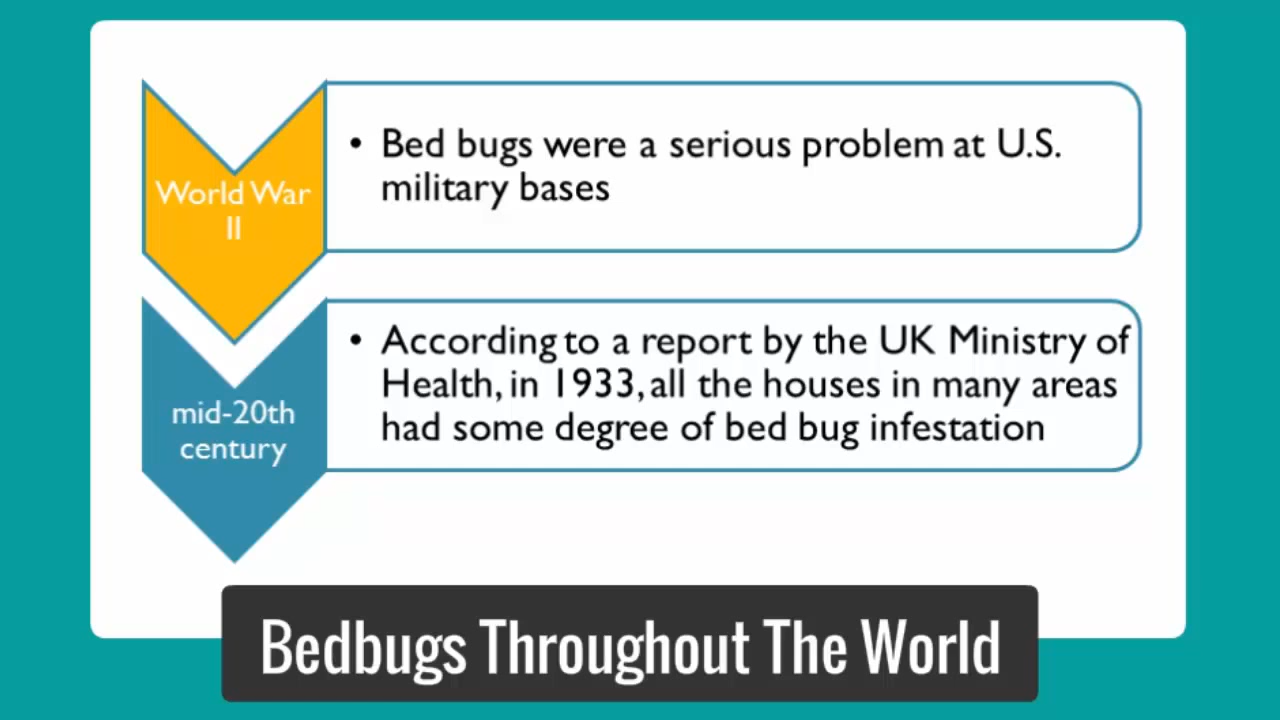 World War
II
• Bed bugs were a serious problem at U.S.
military bases
mid-20th
century
• According to a report by the UK Ministry of
Health, in 1933, all the houses in many areas
had some degree of bed bug infestation
Bedbugs Throughout The World